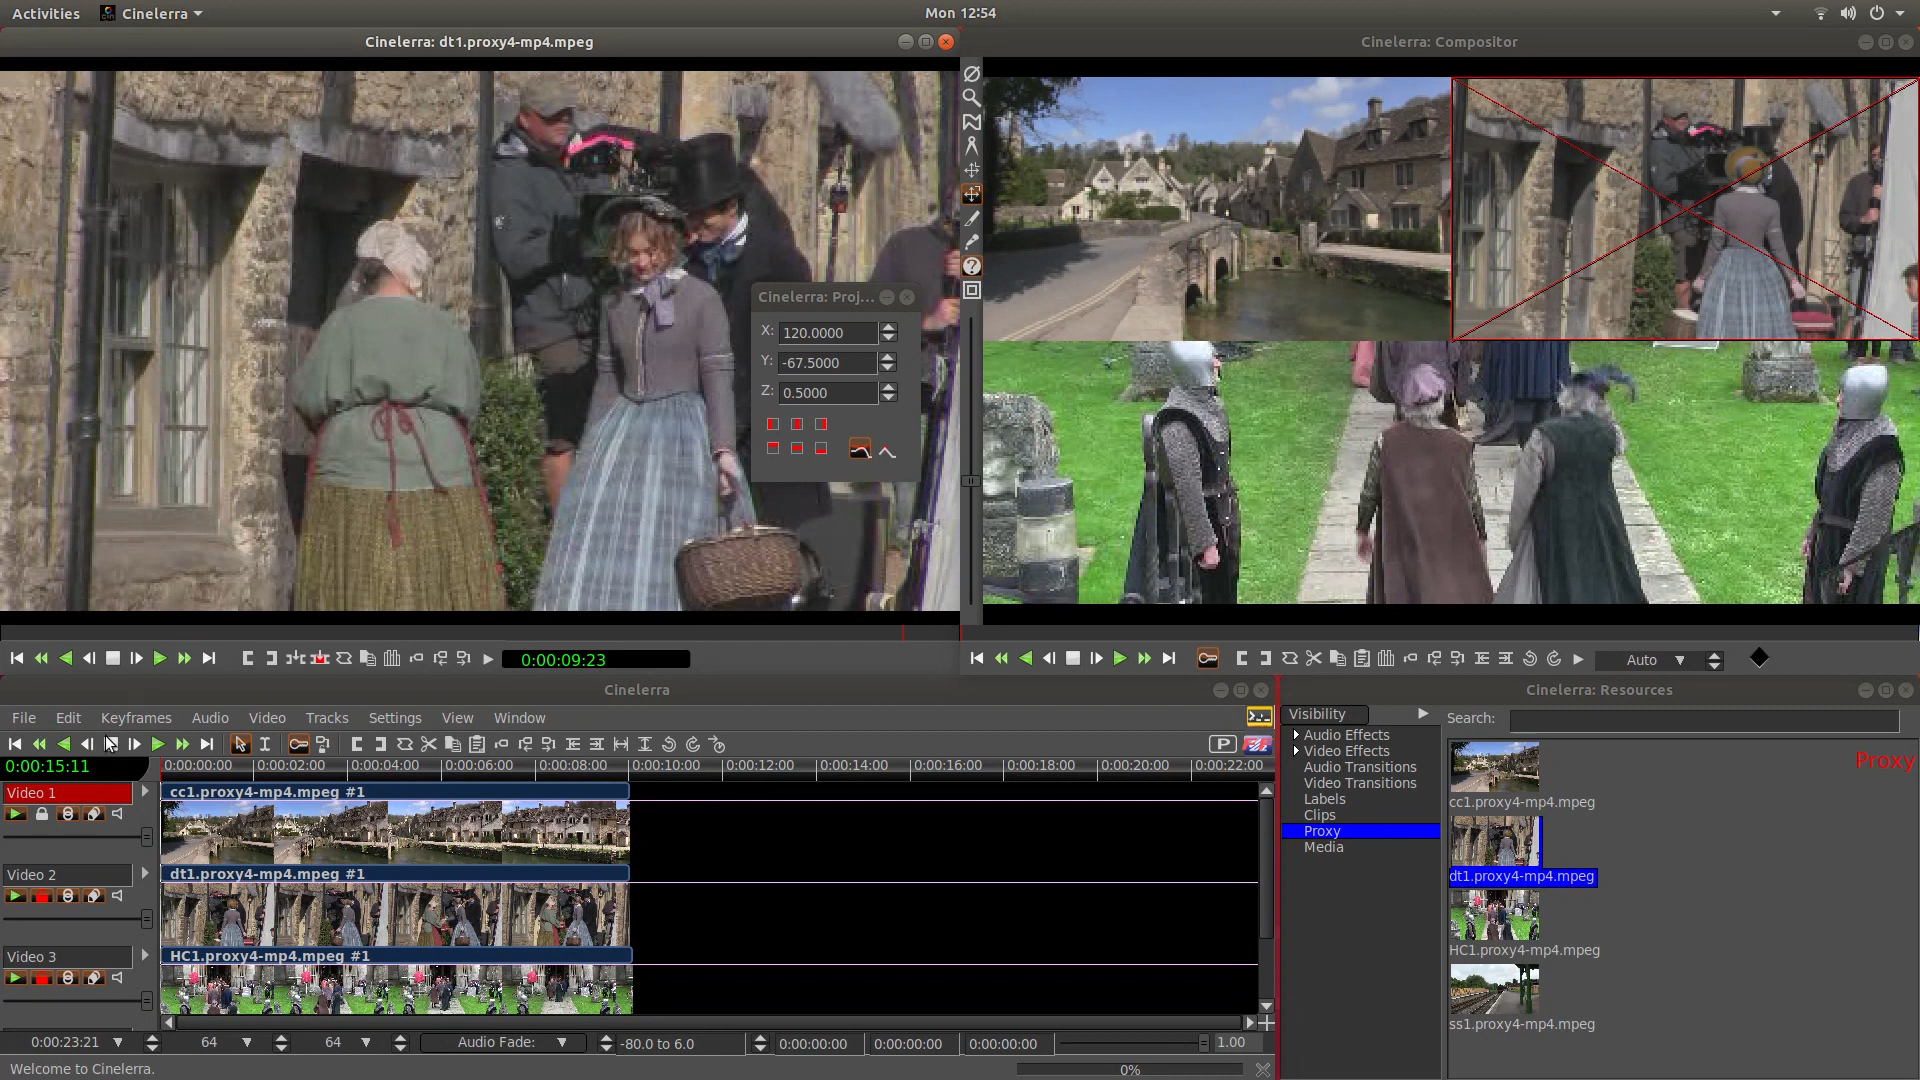 Activities Cinelerra Mon 12:54
Cinelerra: dt1.proxy4-mp4.mpeg
Cinelerra: Compositor
Cinelerra: Proj...
X: 120.0000
Y: -67.5000
Z: 0.5000
0:00:09:23
Auto
Cinelerra
File Edit Keyframes Audio Video Tracks Settings View Window
P
0:00:15:11
0:00:00:00 0:00:02:00 0:00:04:00 0:00:06:00 0:00:08:00 0:00:10:00 0:00:12:00 0:00:14:00 0:00:16:00 0:00:18:00 0:00:20:00 0:00:22:00
Video 1
cc1.proxy4-mp4.mpeg #1
Video 2
dt1.proxy4-mp4.mpeg #1
Video 3
HC1.proxy4-mp4.mpeg #1
0:00:23:21 64 64 Audio Fade: -80.0 to 6.0 0:00:00:00 0:00:00:00 0:00:00:00 1.00
Welcome to Cinelerra.
0%
Cinelerra: Resources
Visibility
Search:
Audio Effects
Video Effects
Audio Transitions
Video Transitions
Labels
Clips
Proxy
Media
Proxy
cc1.proxy4-mp4.mpeg
dt1.proxy4-mp4.mpeg
HC1.proxy4-mp4.mpeg
ss1.proxy4-mp4.mpeg